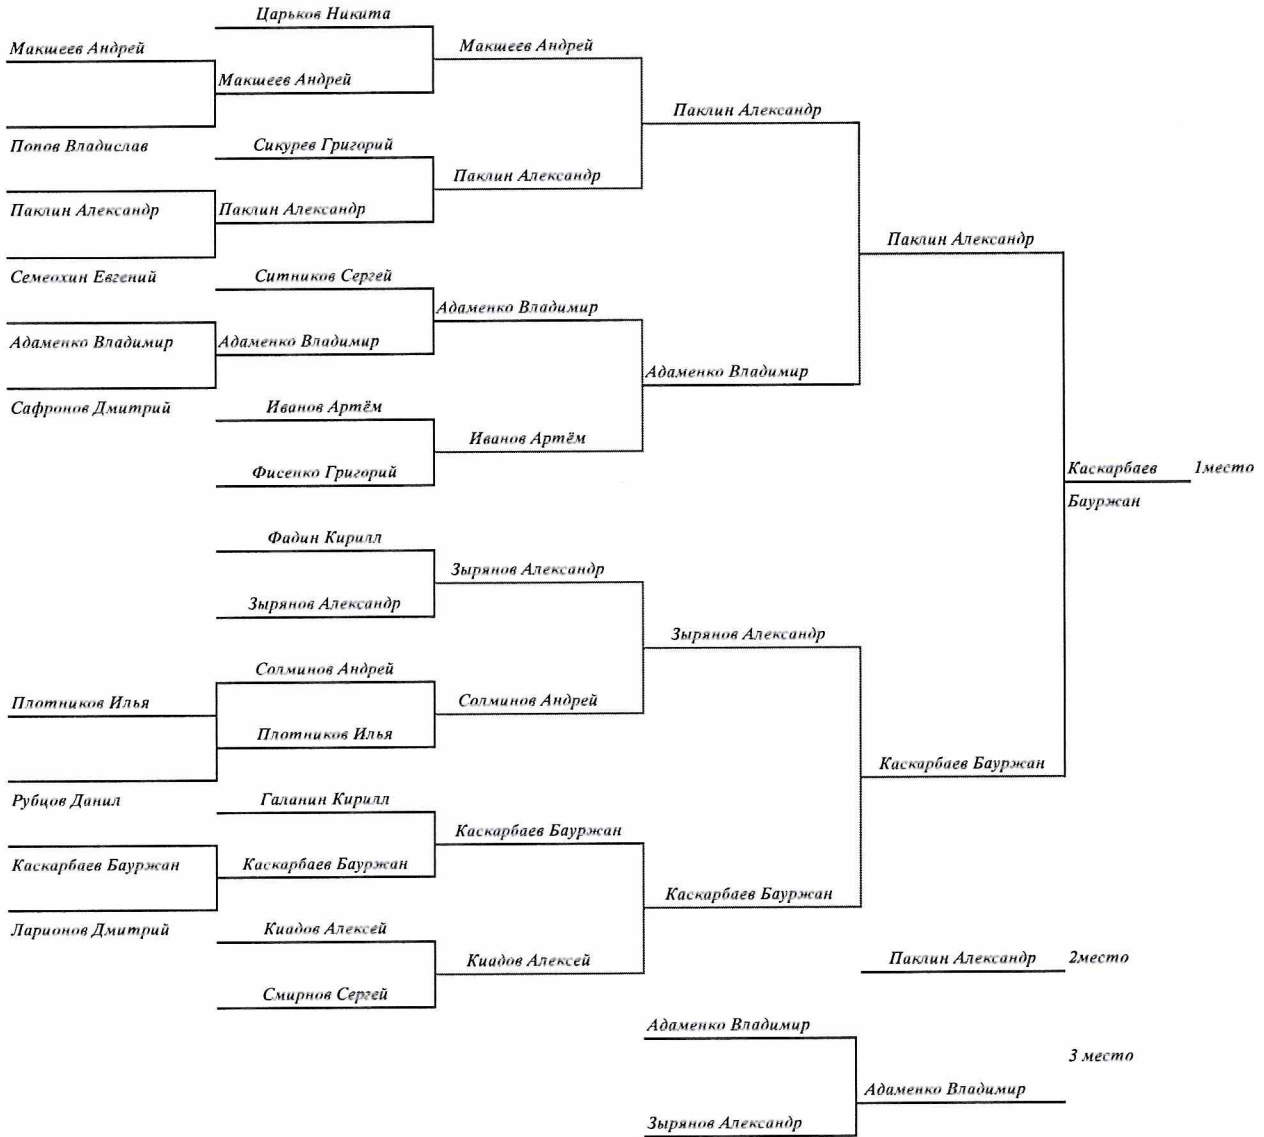 Царьков Никита
Макшеев Андрей
Макшеев Андрей
Макшеев Андрей
Паклин Александр
Попов Владислав
Сикурев Григорий
Паклин Александр
Паклин Александр
Паклин Александр
Паклин Александр
Семеохин Евгений
Ситников Сергей
Адаменко Владимир
Адаменко Владимир
Адаменко Владимир
Адаменко Владимир
Сафронов Дмитрий
Иванов Артём
Иванов Артём
Фисенко Григорий
Каскарбаев
1место
Бауржан
Фадин Кирилл
Зырянов Александр
Зырянов Александр
Зырянов Александр
Солминов Андрей
Плотников Илья
Солминов Андрей
Плотников Илья
Каскарбаев Бауржан
Рубцов Данил
Галанин Кирилл
Каскарбаев Бауржан
Каскарбаев Бауржан
Каскарбаев Бауржан
Каскарбаев Бауржан
Ларионов Дмитрий
Киадов Алексей
Киадов Алексей
Паклин Александр
2место
Смирнов Сергей
Адаменко Владимир
3 место
Адаменко Владимир
Зырянов Александр